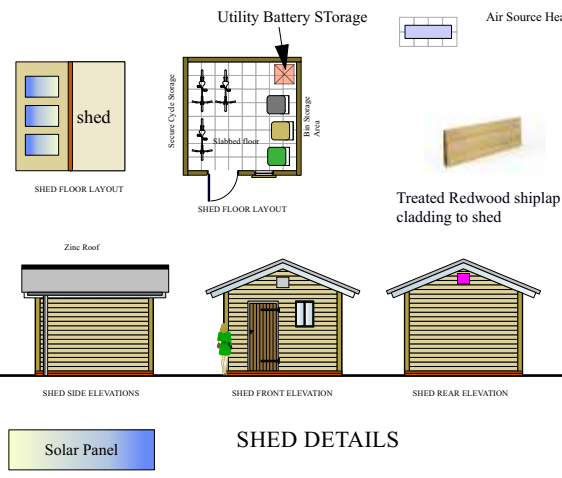 Utility Battery STorage
Air Source Hea
shed
Secure Cycle Storage
Slabbed floor
Bin Storage
Area
SHED FLOOR LAYOUT
SHED FLOOR LAYOUT
Treated Redwood shiplap
cladding to shed
Zinc Roof
SHED SIDE ELEVATIONS
SHED FRONT ELEVATION
SHED REAR ELEVATION
Solar Panel
SHED DETAILS